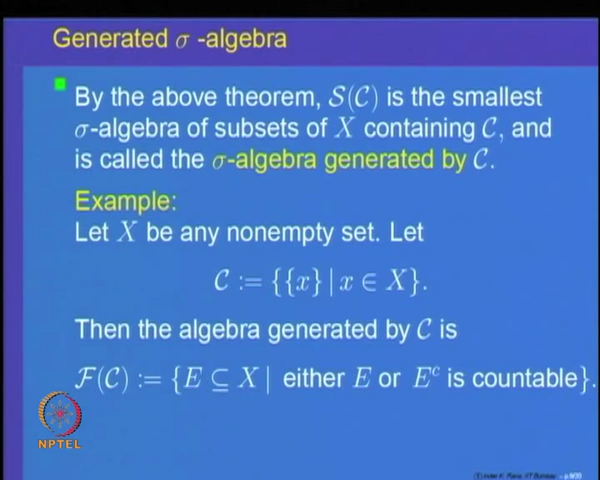 Generated σ -algebra
By the above theorem, 𝒮(𝒞) is the smallest
σ-algebra of subsets of X containing 𝒞, and
is called the σ-algebra generated by 𝒞.
Example:
Let X be any nonempty set. Let
𝒞 := {{x} | x ∈ X}.
Then the algebra generated by 𝒞 is
ℱ(𝒞) := {E ⊆ X | either E or Eᶜ is countable}.
NPTEL